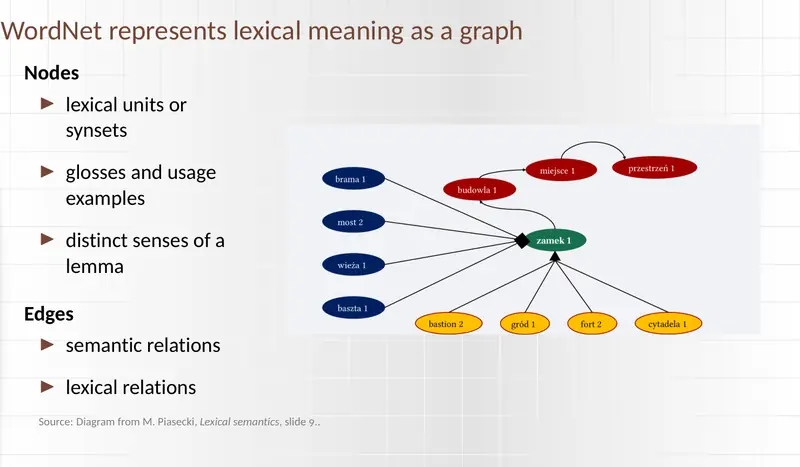 WordNet represents lexical meaning as a graph
Nodes
lexical units or
synsets
glosses and usage
examples
distinct senses of a
lemma
Edges
semantic relations
lexical relations
brama 1
most 2
wieża 1
baszta 1
budowla 1
miejsce 1
przestrzeń 1
zamek 1
bastion 2
gród 1
fort 2
cytadela 1
Source: Diagram from M. Piasecki, Lexical semantics, slide 9..